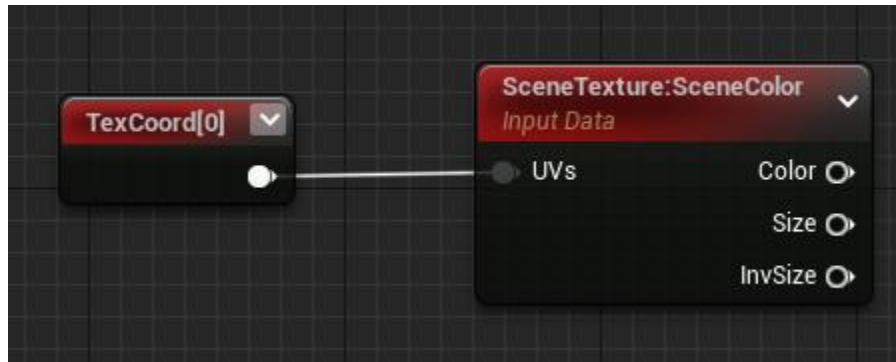 TexCoord[0]
SceneTexture:SceneColor
Input Data
UVs
Color
Size
InvSize